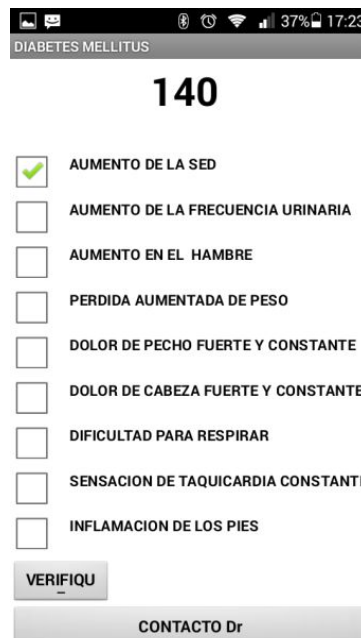 37% 17:23
DIABETES MELLITUS
140
AUMENTO DE LA SED
AUMENTO DE LA FRECUENCIA URINARIA
AUMENTO EN EL HAMBRE
PERDIDA AUMENTADA DE PESO
DOLOR DE PECHO FUERTE Y CONSTANTE
DOLOR DE CABEZA FUERTE Y CONSTANTE
DIFICULTAD PARA RESPIRAR
SENSACION DE TAQUICARDIA CONSTANT
INFLAMACION DE LOS PIES
VERIFIQU
CONTACTO Dr